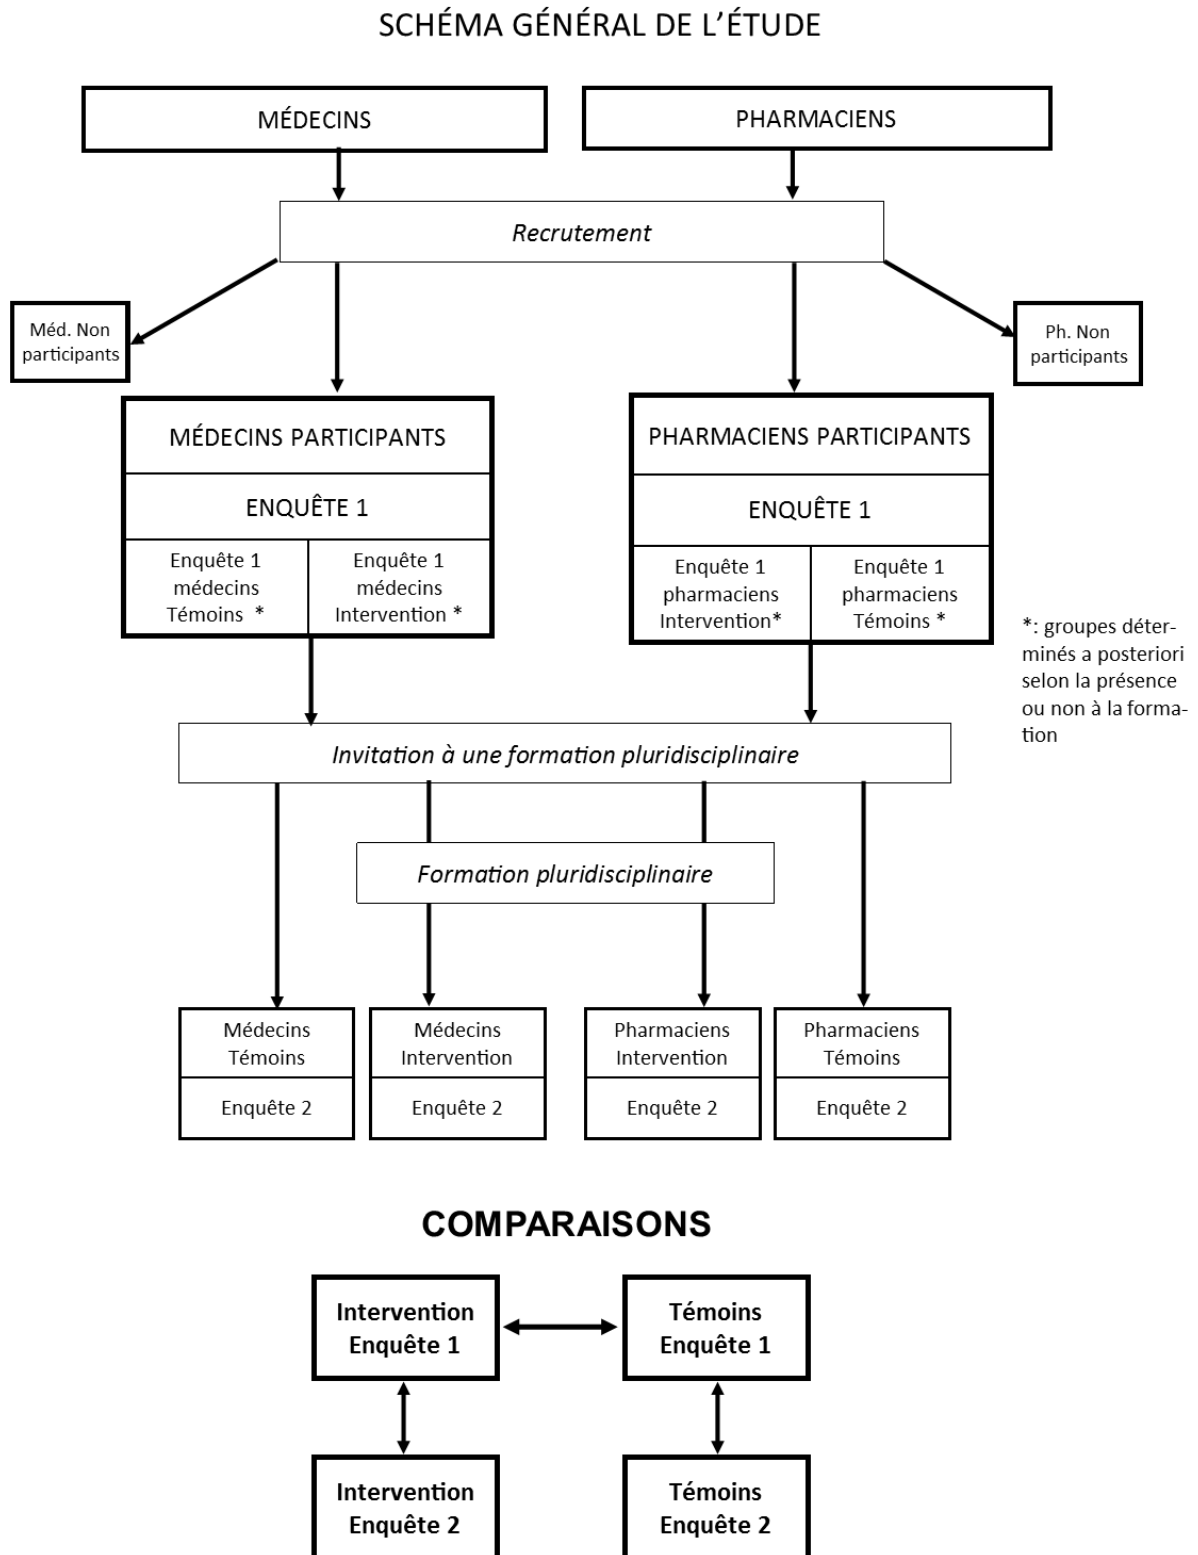 SCHÉMA GÉNÉRAL DE L’ÉTUDE
MÉDECINS
PHARMACIENS
Recrutement
Méd. Non
participants
Ph. Non
participants
MÉDECINS PARTICIPANTS
ENQUÊTE 1
Enquête 1
médecins
Témoins *
Enquête 1
médecins
Intervention *
PHARMACIENS PARTICIPANTS
ENQUÊTE 1
Enquête 1
pharmaciens
Intervention*
Enquête 1
pharmaciens
Témoins *
*: groupes déter-
minés a posteriori
selon la présence
ou non à la forma-
tion
Invitation à une formation pluridisciplinaire
Formation pluridisciplinaire
Médecins
Témoins
Enquête 2
Médecins
Intervention
Enquête 2
Pharmaciens
Intervention
Enquête 2
Pharmaciens
Témoins
Enquête 2
COMPARAISONS
Intervention
Enquête 1
Témoins
Enquête 1
Intervention
Enquête 2
Témoins
Enquête 2